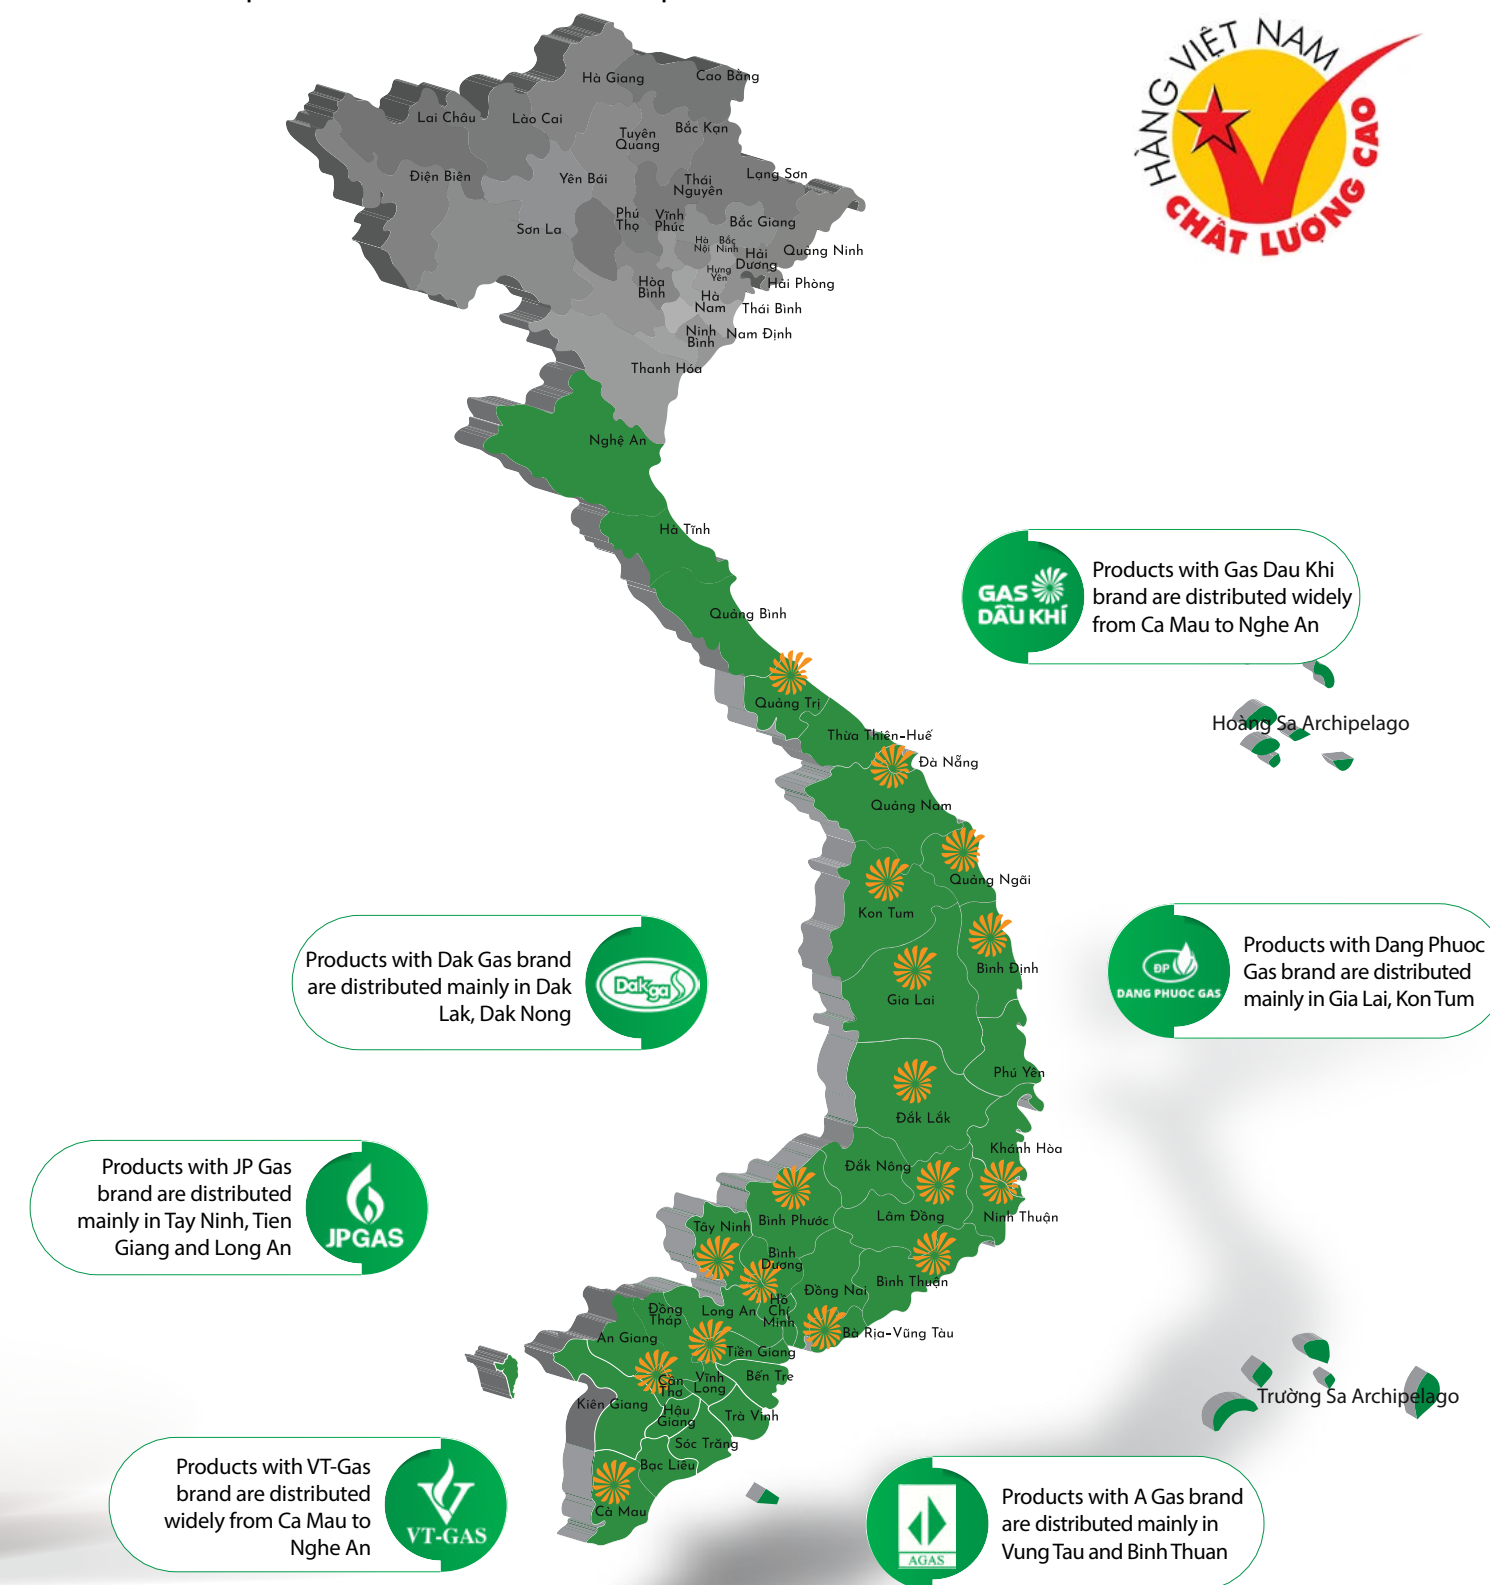 HÀNG VIỆT NAM
CHẤT LƯỢNG CAO
Hà Giang
Cao Bằng
Lai Châu
Lào Cai
Tuyên
Quang
Bắc Kạn
Điện Biên
Yên Bái
Thái
Nguyên
Lạng Sơn
Sơn La
Phú
Thọ
Vĩnh
Phúc
Bắc Giang
Hà
Nội
Bắc
Ninh
Hải
Dương
Quảng Ninh
Hưng
Yên
Hòa
Bình
Hải Phòng
Hà
Nam
Thái Bình
Ninh
Bình
Nam Định
Thanh Hóa
Nghệ An
Hà Tĩnh
Quảng Bình
GAS
DẦU KHÍ
Products with Gas Dau Khi
brand are distributed widely
from Ca Mau to Nghe An
Quảng Trị
Hoàng Sa Archipelago
Thừa Thiên-Huế
Đà Nẵng
Quảng Nam
Quảng Ngãi
Kon Tum
Bình Định
Gia Lai
Products with Dak Gas brand
are distributed mainly in Dak
Lak, Dak Nong
Dakga
ĐP
DANG PHUOC GAS
Products with Dang Phuoc
Gas brand are distributed
mainly in Gia Lai, Kon Tum
Phú Yên
Đắk Lắk
Khánh Hòa
Đắk Nông
Products with JP Gas
brand are distributed
mainly in Tay Ninh, Tien
Giang and Long An
JPGAS
Tây Ninh
Bình Phước
Lâm Đồng
Ninh Thuận
Bình
Dương
Đồng Nai
Bình Thuận
Đồng
Tháp
Long An
Hồ
Chí
Minh
An Giang
Bà Rịa-Vũng Tàu
Tiền Giang
Cần
Thơ
Vĩnh
Long
Bến Tre
Kiên Giang
Hậu
Giang
Trà Vinh
Trường Sa Archipelago
Sóc Trăng
Bạc Liêu
Cà Mau
Products with VT-Gas
brand are distributed
widely from Ca Mau to
Nghe An
VT-GAS
AGAS
Products with A Gas brand
are distributed mainly in
Vung Tau and Binh Thuan